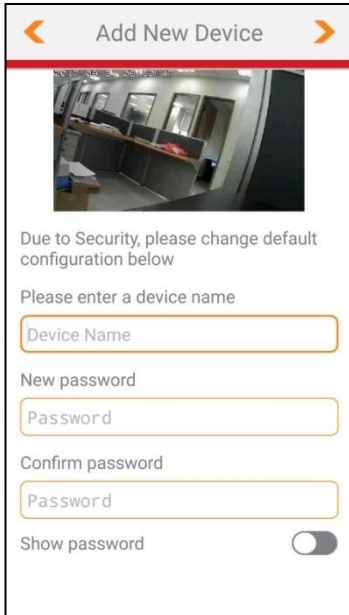 Add New Device
Due to Security, please change default
configuration below
Please enter a device name
Device Name
New password
Password
Confirm password
Password
Show password